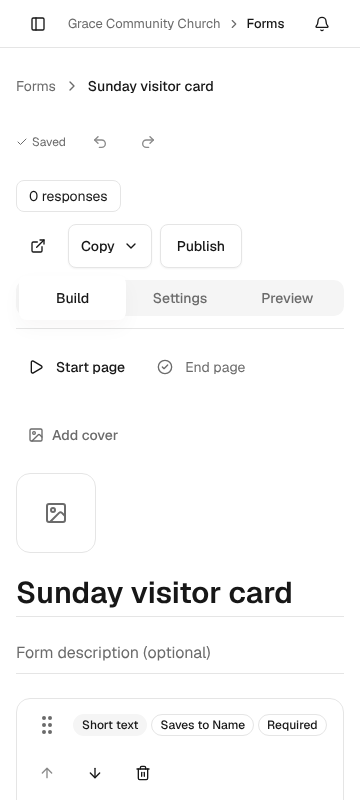 Grace Community Church > Forms
Forms > Sunday visitor card
Saved
0 responses
Copy
Publish
Build
Settings
Preview
Start page
End page
Add cover
Sunday visitor card
Form description (optional)
Short text
Saves to Name
Required